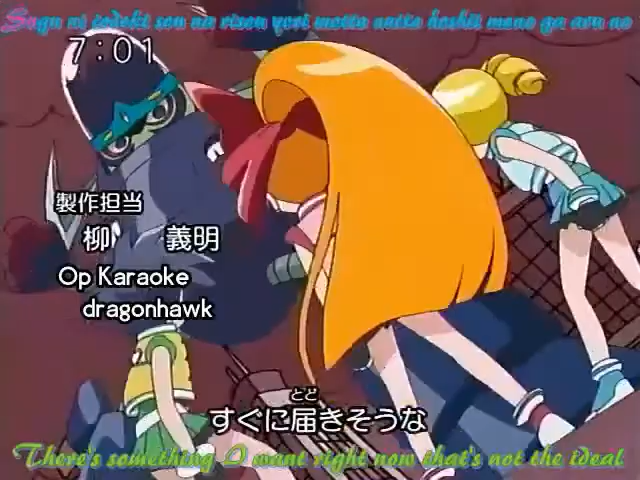 Sugu ni todoki sou na risou yori motto saite hoshii mono ga aru no
7:01
製作担当
柳 義明
Op Karaoke
dragonhawk
とど
すぐに届きそうな
There's something I want right now that's not the ideal